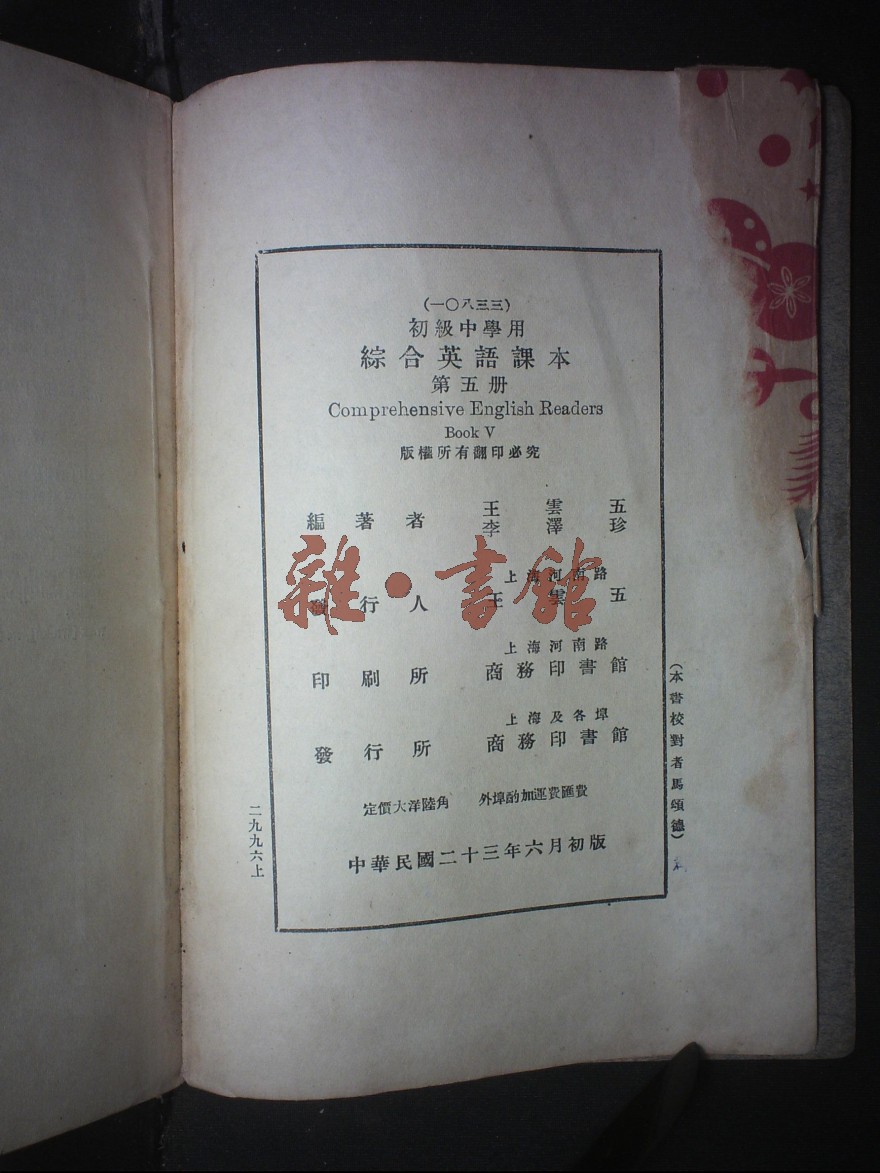 (一〇八三三)
初級中學用
綜合英語課本
第五册
Comprehensive English Readers
Book V
版權所有翻印必究
編著者 王雲五
李澤珍
上海河南路
發行人 王雲五
雜·書館
上海河南路
印刷所 商務印書館
上海及各埠
發行所 商務印書館
定價大洋陸角 外埠酌加運費匯費
中華民國二十三年六月初版
(本書校對者馬頌德)
二九九六上